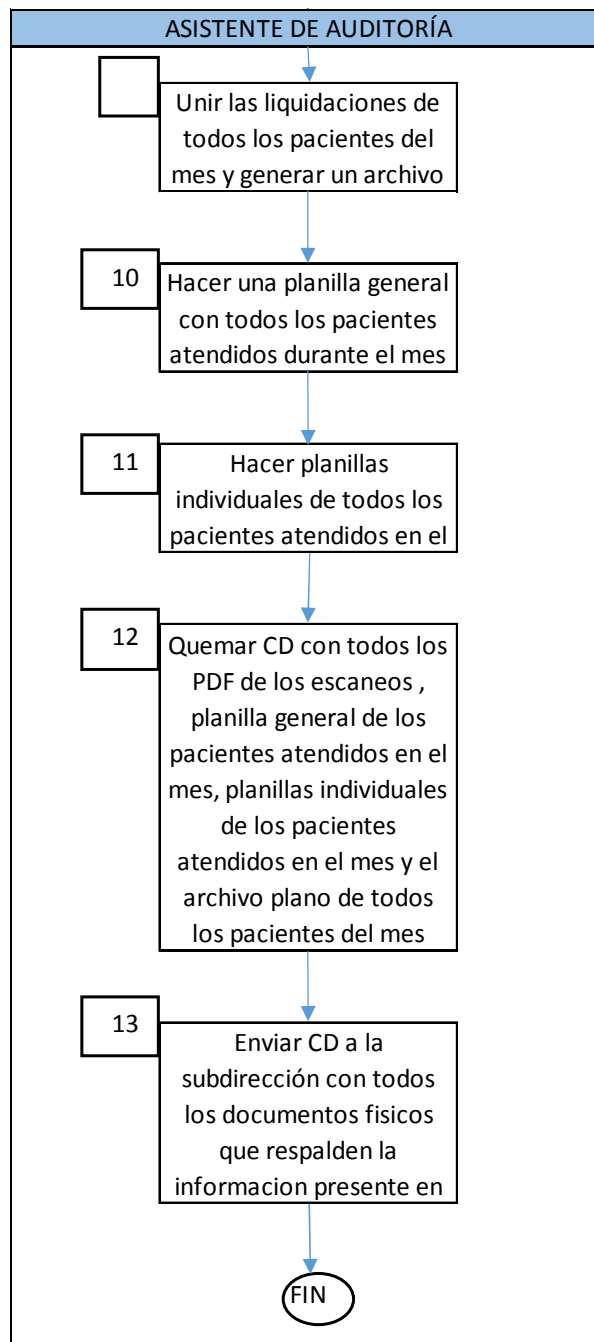 ASISTENTE DE AUDITORÍA
Unir las liquidaciones de
todos los pacientes del
mes y generar un archivo
10
Hacer una planilla general
con todos los pacientes
atendidos durante el mes
11
Hacer planillas
individuales de todos los
pacientes atendidos en el
12
Quemar CD con todos los
PDF de los escaneos ,
planilla general de los
pacientes atendidos en el
mes, planillas individuales
de los pacientes
atendidos en el mes y el
archivo plano de todos
los pacientes del mes
13
Enviar CD a la
subdirección con todos
los documentos fisicos
que respalden la
informacion presente en
FIN